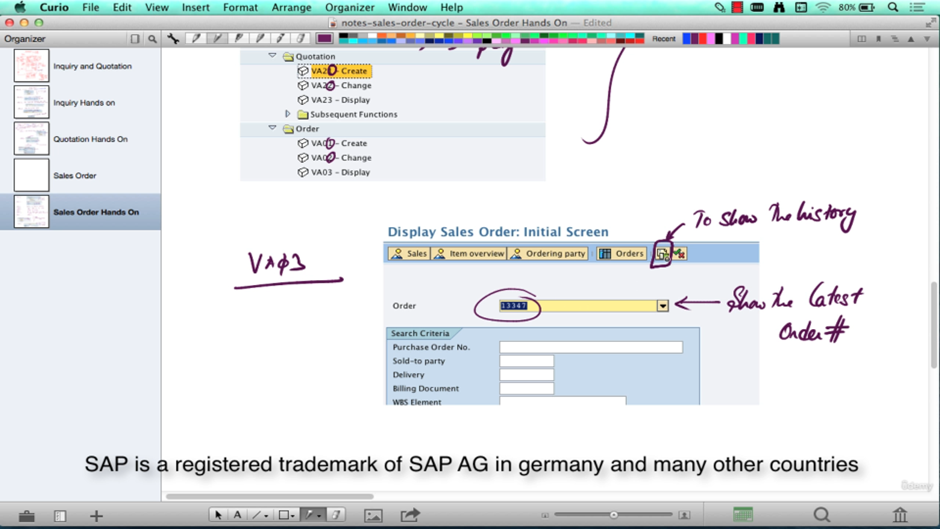 Curio File Edit View Insert Format Arrange Organizer Window Help 80%
notes-sales-order-cycle – Sales Order Hands On — Edited
Organizer
Recent
Inquiry and Quotation
Inquiry Hands on
Quotation Hands On
Sales Order
Sales Order Hands On
Quotation
VA20 - Create
VA22 - Change
VA23 - Display
Subsequent Functions
Order
VA01 - Create
VA02 - Change
VA03 - Display
To show the history
Display Sales Order: Initial Screen
Sales Item overview Ordering party Orders
VAØ3
Order 13347
Show the latest
Order #
Search Criteria
Purchase Order No.
Sold-to party
Delivery
Billing Document
WBS Element
SAP is a registered trademark of SAP AG in germany and many other countries
Udemy
A